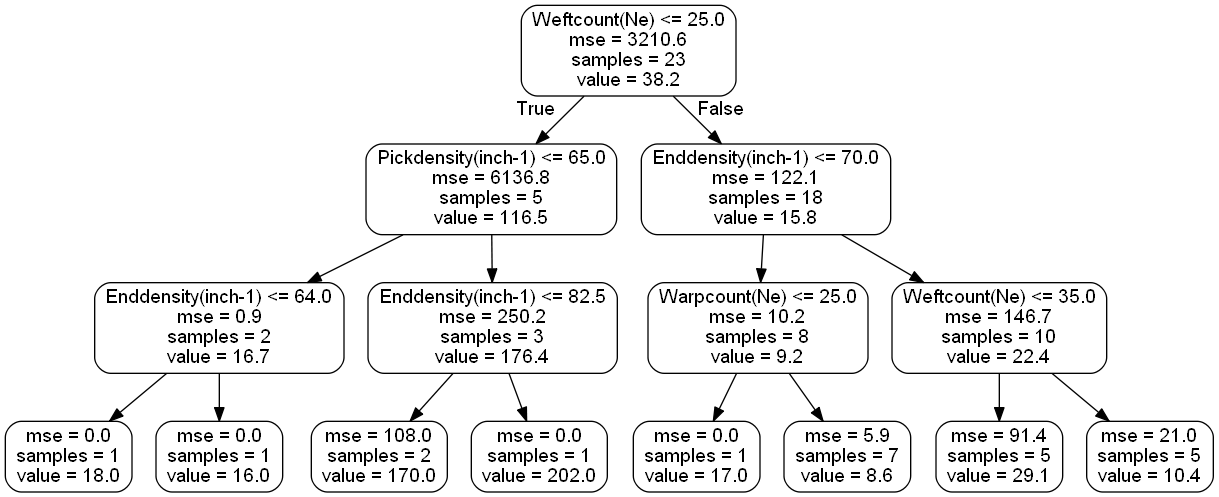 Weftcount(Ne) <= 25.0
mse = 3210.6
samples = 23
value = 38.2
True
False
Pickdensity(inch-1) <= 65.0
mse = 6136.8
samples = 5
value = 116.5
Enddensity(inch-1) <= 70.0
mse = 122.1
samples = 18
value = 15.8
Enddensity(inch-1) <= 64.0
mse = 0.9
samples = 2
value = 16.7
Enddensity(inch-1) <= 82.5
mse = 250.2
samples = 3
value = 176.4
Warpcount(Ne) <= 25.0
mse = 10.2
samples = 8
value = 9.2
Weftcount(Ne) <= 35.0
mse = 146.7
samples = 10
value = 22.4
mse = 0.0
samples = 1
value = 18.0
mse = 0.0
samples = 1
value = 16.0
mse = 108.0
samples = 2
value = 170.0
mse = 0.0
samples = 1
value = 202.0
mse = 0.0
samples = 1
value = 17.0
mse = 5.9
samples = 7
value = 8.6
mse = 91.4
samples = 5
value = 29.1
mse = 21.0
samples = 5
value = 10.4